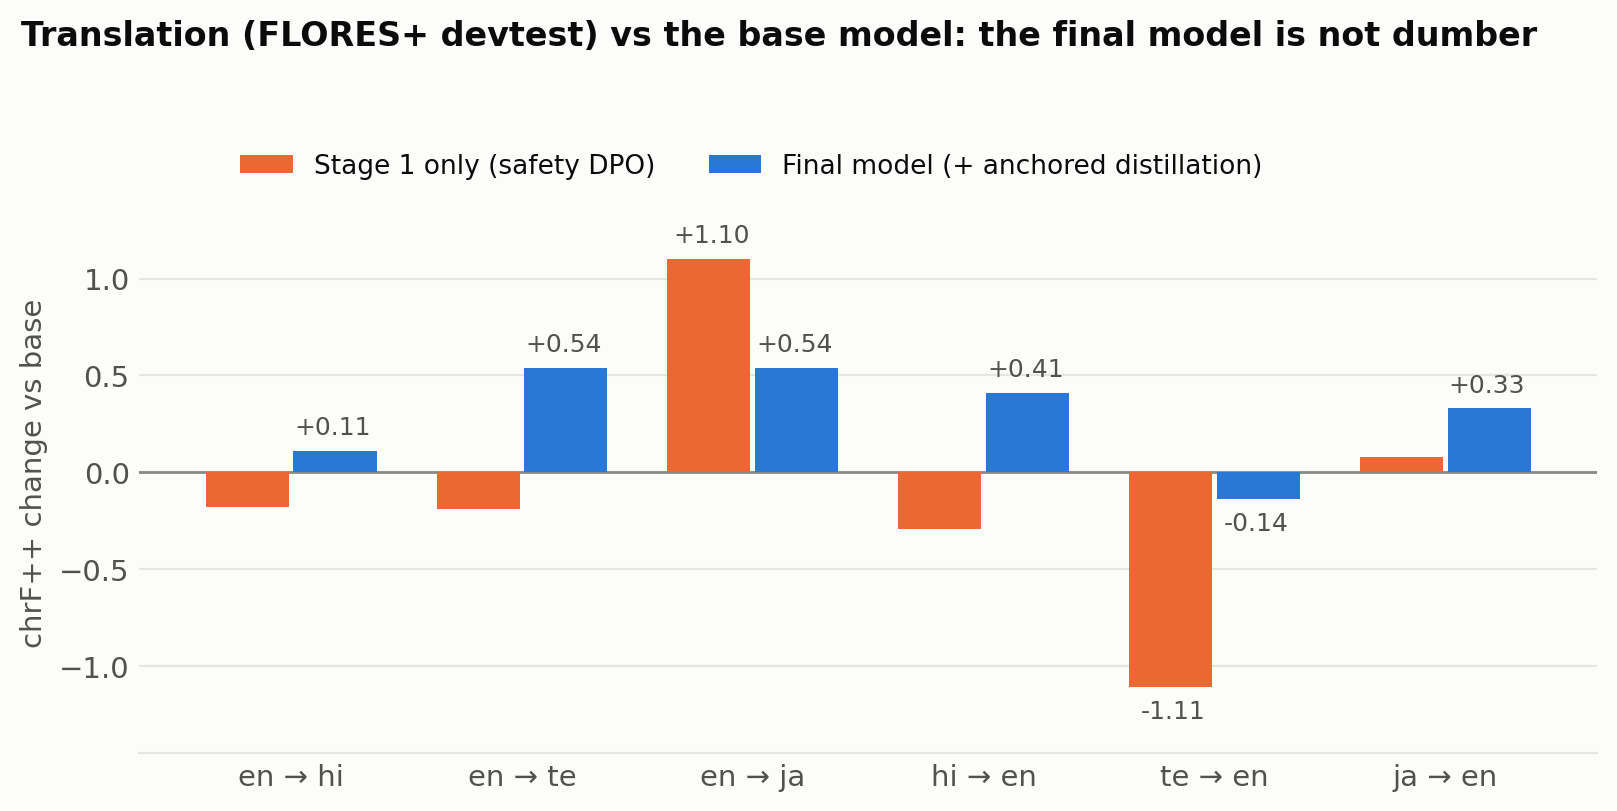 Translation (FLORES+ devtest) vs the base model: the final model is not dumber
Stage 1 only (safety DPO)
Final model (+ anchored distillation)
chrF++ change vs base
1.0
0.5
0.0
−0.5
−1.0
+0.11
+0.54
+1.10
+0.54
+0.41
-1.11
-0.14
+0.33
en → hi
en → te
en → ja
hi → en
te → en
ja → en